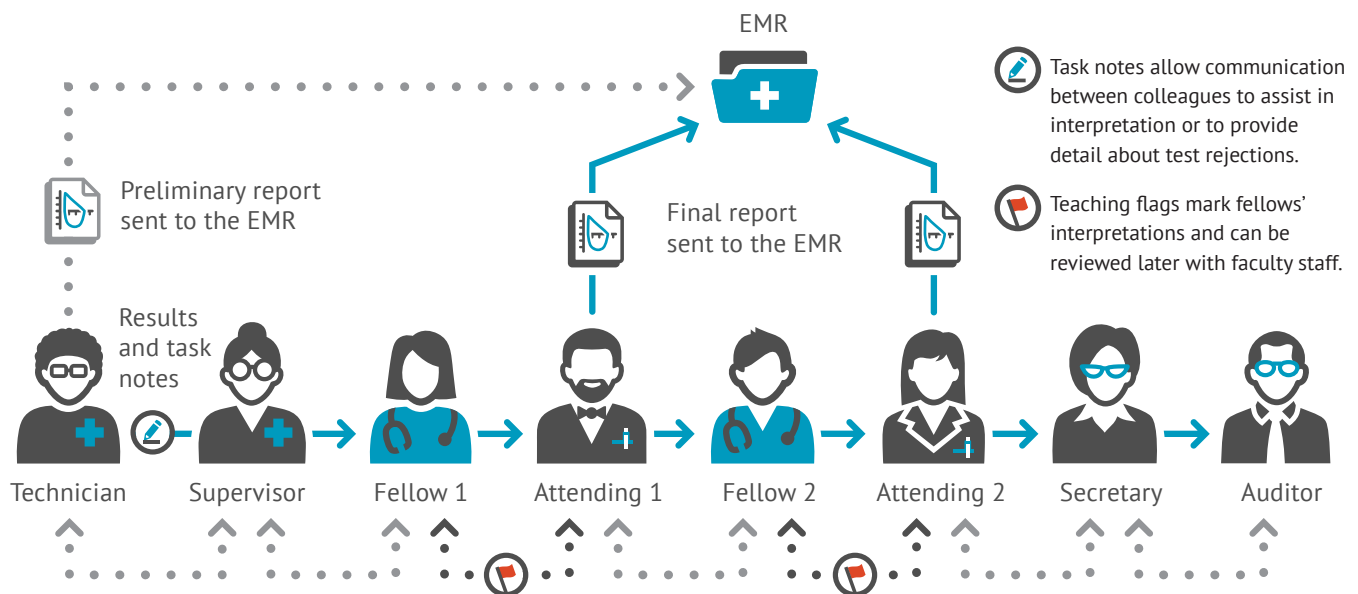 EMR
Task notes allow communication
between colleagues to assist in
interpretation or to provide
detail about test rejections.
Preliminary report
sent to the EMR
Final report
sent to the EMR
Teaching flags mark fellows’
interpretations and can be
reviewed later with faculty staff.
Results
and task
notes
Technician
Supervisor
Fellow 1
Attending 1
Fellow 2
Attending 2
Secretary
Auditor